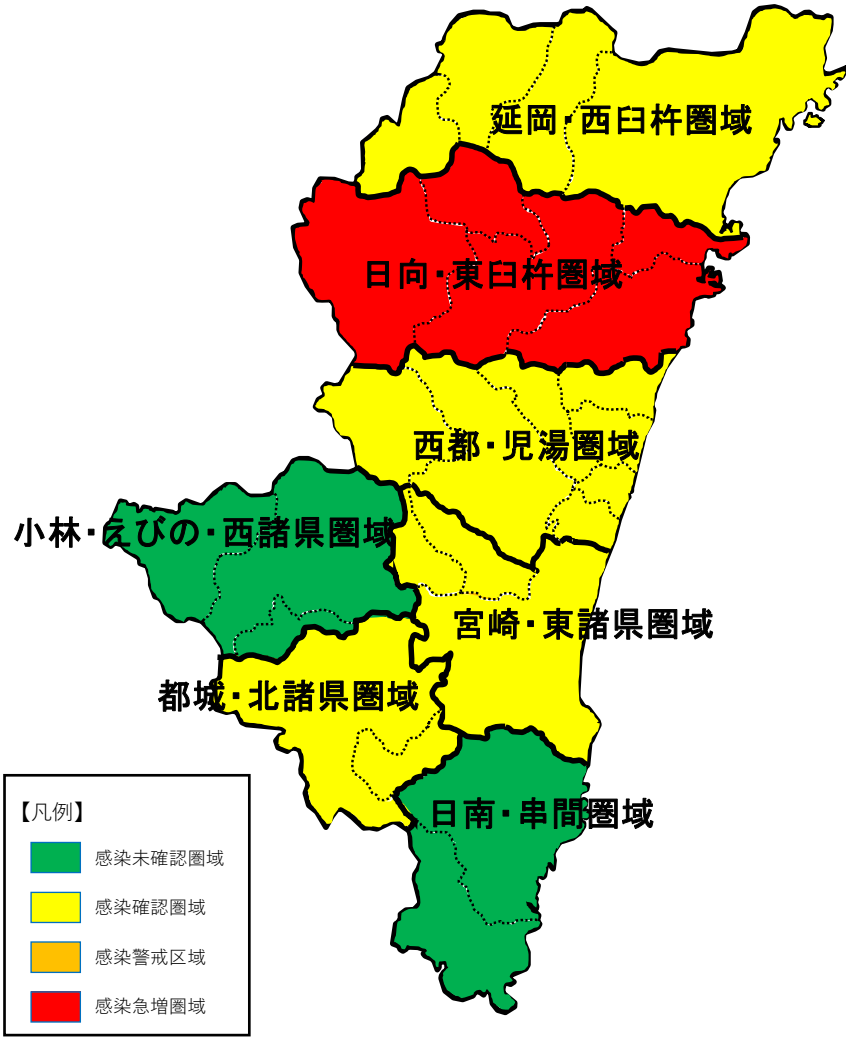 延岡・西臼杵圏域
日向・東臼杵圏域
西都・児湯圏域
小林・えびの・西諸県圏域
宮崎・東諸県圏域
都城・北諸県圏域
日南・串間圏域
【凡例】
感染未確認圏域
感染確認圏域
感染警戒区域
感染急増圏域